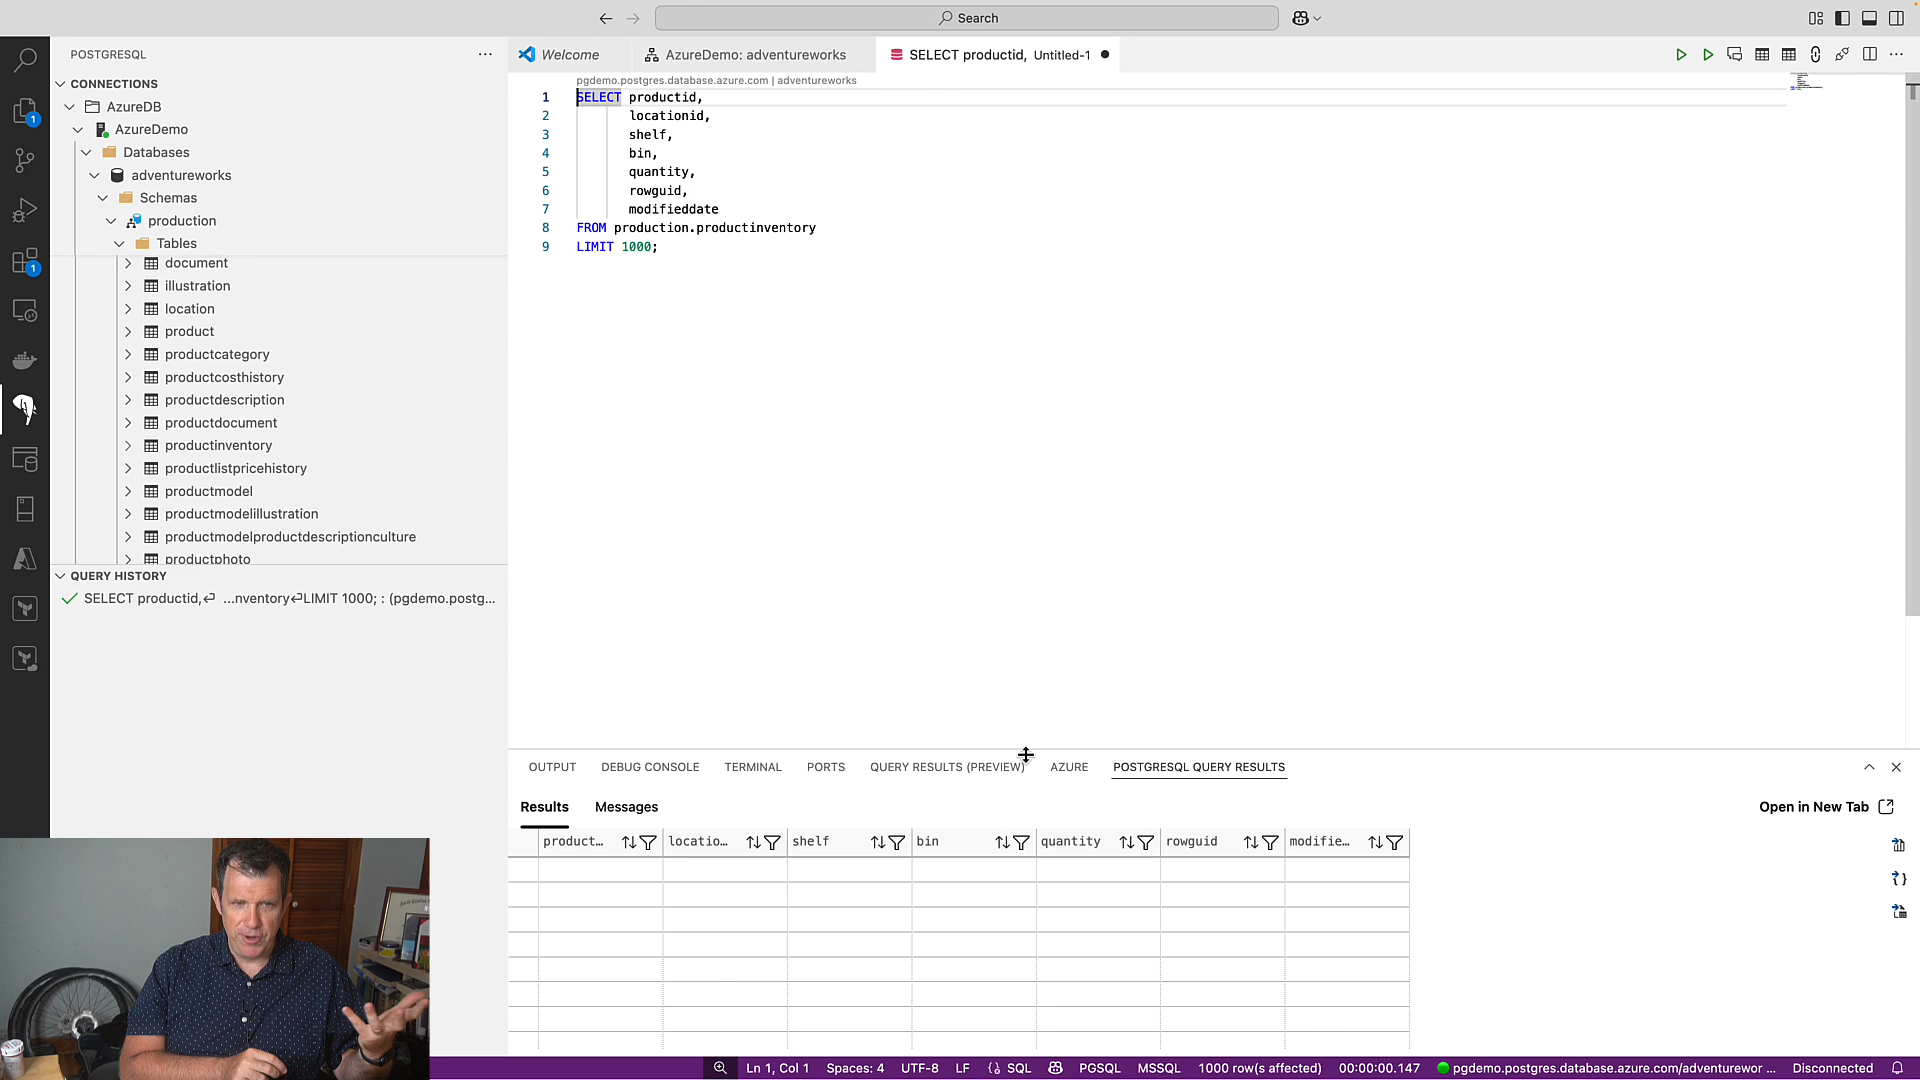 Search
POSTGRESQL
Welcome
AzureDemo: adventureworks
SELECT productid, Untitled-1
CONNECTIONS
AzureDB
AzureDemo
Databases
adventureworks
Schemas
production
Tables
document
illustration
location
product
productcategory
productcosthistory
productdescription
productdocument
productinventory
productlistpricehistory
productmodel
productmodelillustration
productmodelproductdescriptionculture
productphoto
QUERY HISTORY
SELECT productid,⏎ ...nventory⏎LIMIT 1000; : (pgdemo.postg...
1
1
pgdemo.postgres.database.azure.com | adventureworks
1 SELECT productid,
2 locationid,
3 shelf,
4 bin,
5 quantity,
6 rowguid,
7 modifieddate
8 FROM production.productinventory
9 LIMIT 1000;
OUTPUT DEBUG CONSOLE TERMINAL PORTS QUERY RESULTS (PREVIEW) AZURE POSTGRESQL QUERY RESULTS
Results Messages Open in New Tab
product... locatio... shelf bin quantity rowguid modifie...
Ln 1, Col 1 Spaces: 4 UTF-8 LF SQL PGSQL MSSQL 1000 row(s affected) 00:00:00.147 pgdemo.postgres.database.azure.com/adventurewor ... Disconnected